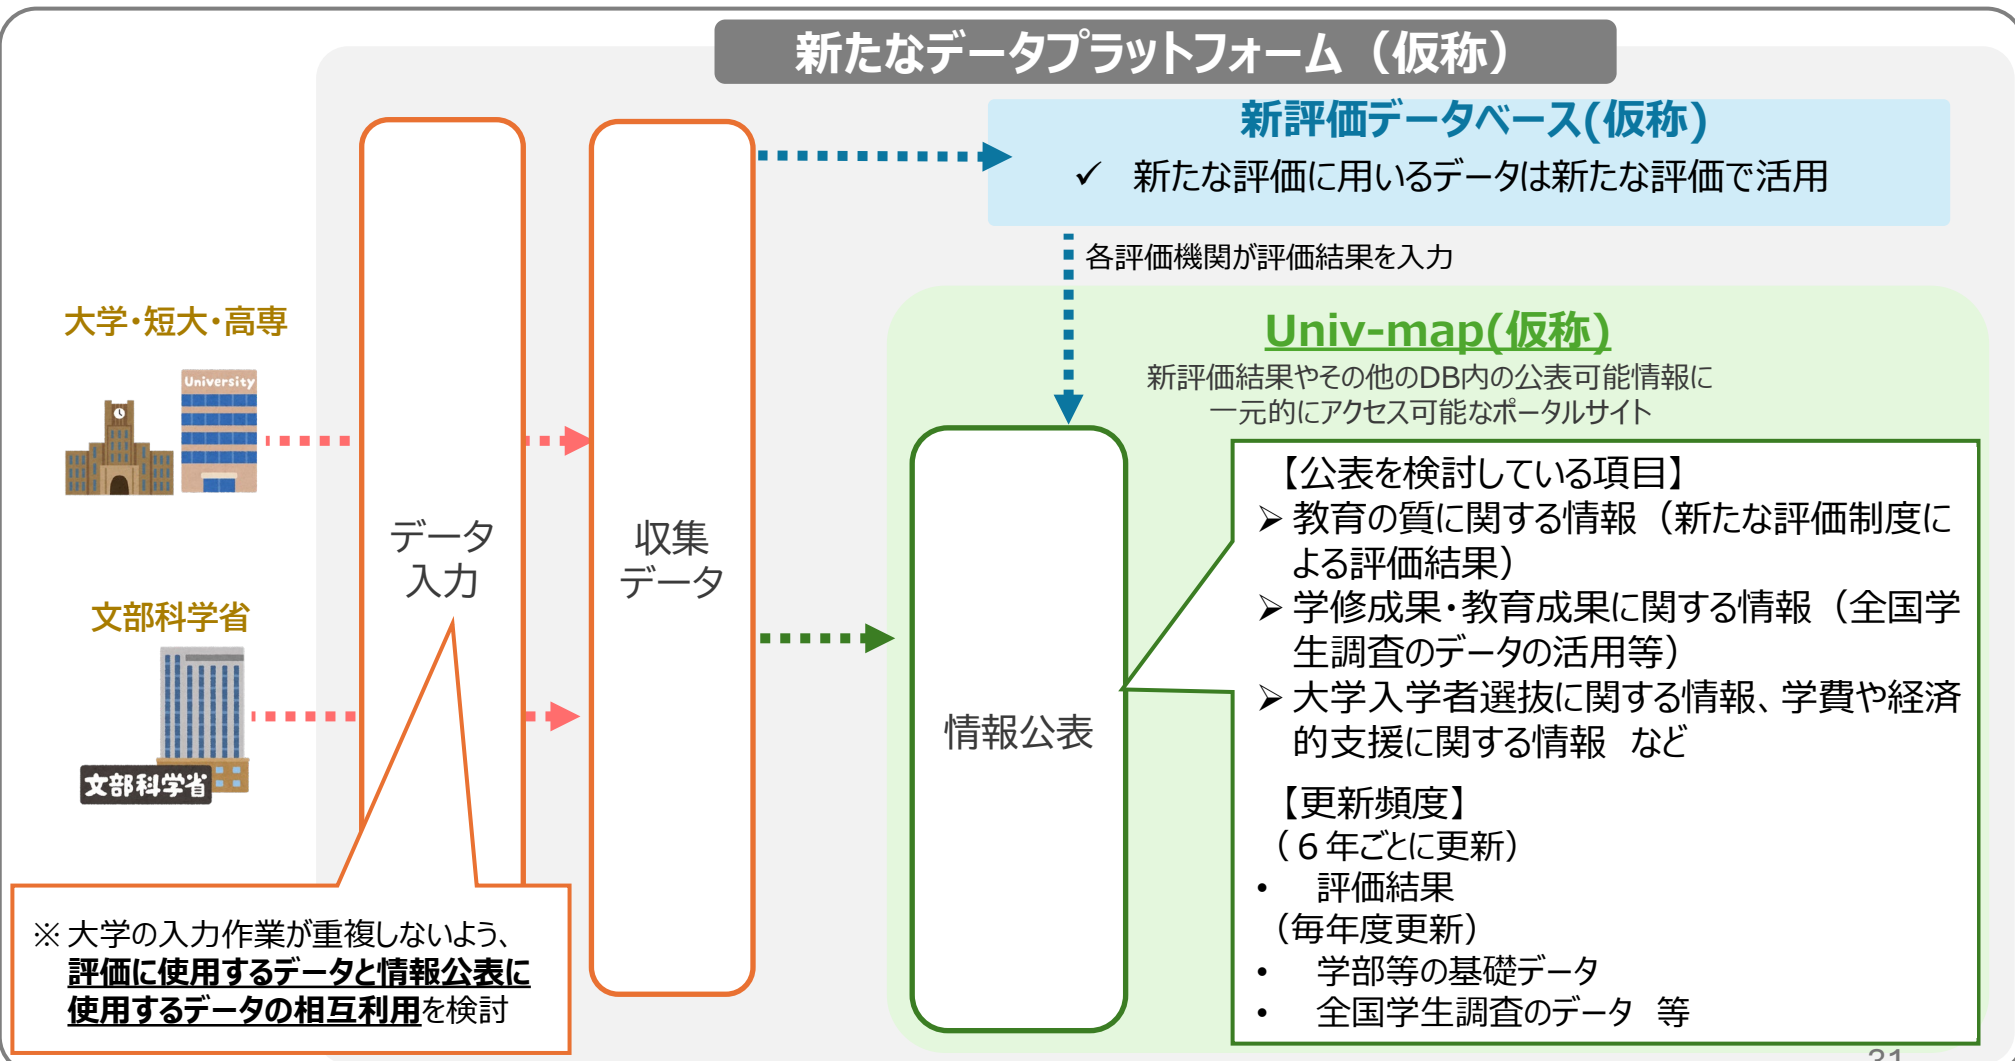 新たなデータプラットフォーム（仮称）
新評価データベース(仮称)
✓ 新たな評価に用いるデータは新たな評価で活用
各評価機関が評価結果を入力
大学・短大・高専
University
文部科学省
文部科学省
データ
入力
収集
データ
Univ-map(仮称)
新評価結果やその他のDB内の公表可能情報に
一元的にアクセス可能なポータルサイト
情報公表
【公表を検討している項目】
➢ 教育の質に関する情報（新たな評価制度に
よる評価結果）
➢ 学修成果・教育成果に関する情報（全国学
生調査のデータの活用等）
➢ 大学入学者選抜に関する情報、学費や経済
的支援に関する情報　など
【更新頻度】
（６年ごとに更新）
• 評価結果
（毎年度更新）
• 学部等の基礎データ
• 全国学生調査のデータ　等
※ 大学の入力作業が重複しないよう、
評価に使用するデータと情報公表に
使用するデータの相互利用を検討